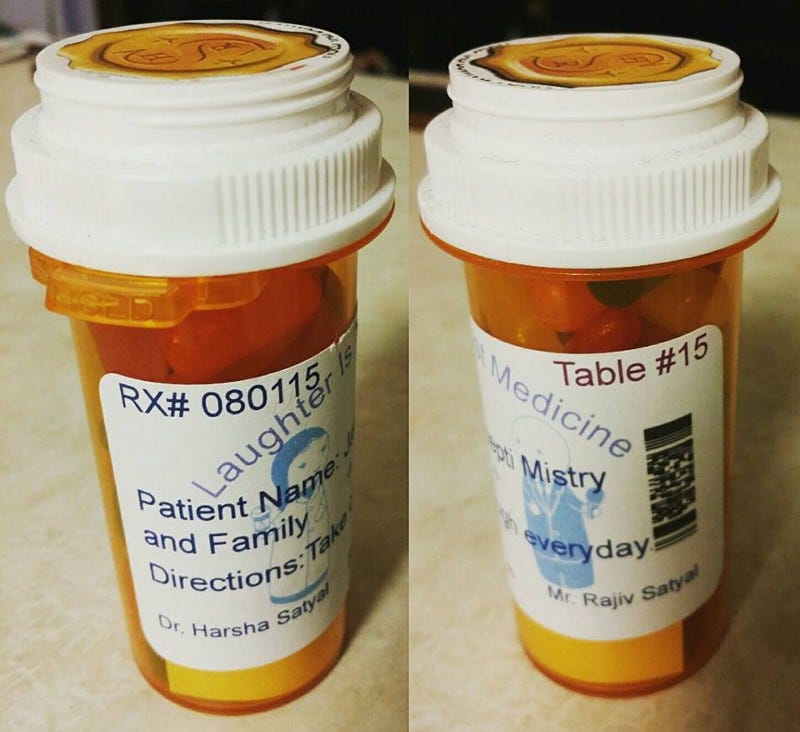 RX# 080115
Laughter Is
Patient Name:
and Family
Directions: Take
Dr. Harsha Satyal
Table #15
Medicine
Mistry
everyday
Mr. Rajiv Satyal